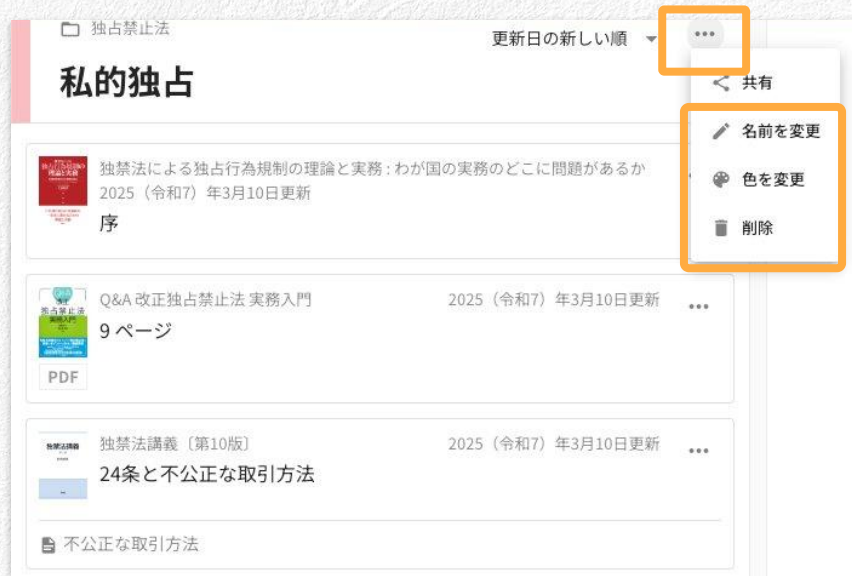 独占禁止法
更新日の新しい順
私的独占
共有
名前を変更
色を変更
削除
独禁法による独占行為規制の理論と実務 : わが国の実務のどこに問題があるか
2025（令和7）年3月10日更新
序
Q&A 改正独占禁止法 実務入門
2025（令和7）年3月10日更新
9 ページ
PDF
独禁法講義〔第10版〕
2025（令和7）年3月10日更新
24条と不公正な取引方法
不公正な取引方法